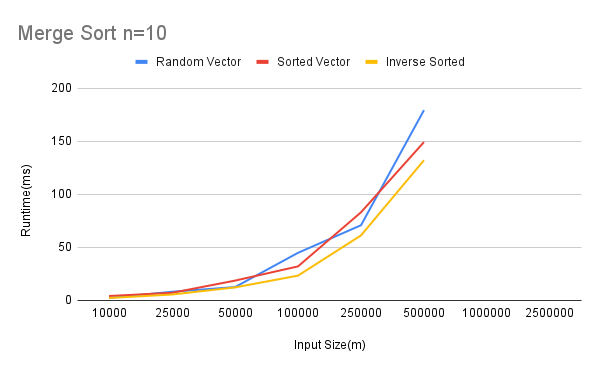 Merge Sort n=10
Random Vector Sorted Vector Inverse Sorted
200
150
100
50
0
Runtime(ms)
10000 25000 50000 100000 250000 500000 1000000 2500000
Input Size(m)